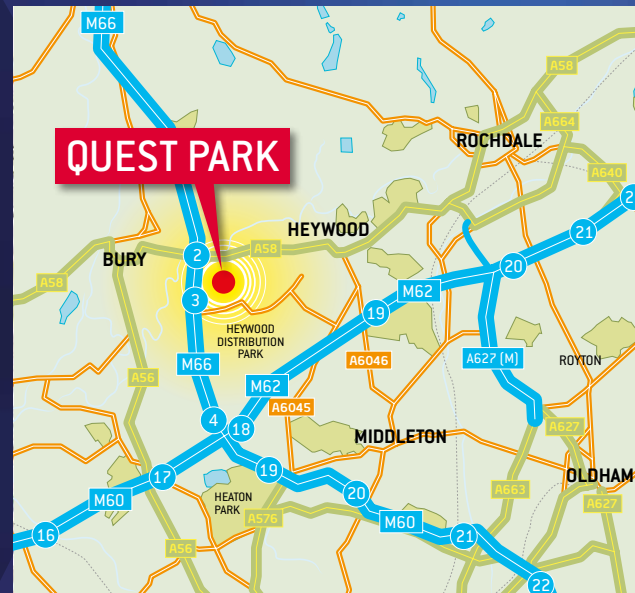 M66
A58
A664
ROCHDALE
QUEST PARK
A640
HEYWOOD
21
2
A58
BURY
20
A58
3
M62
19
HEYWOOD
DISTRIBUTION
PARK
M66
A6046
A627 (M)
ROYTON
A56
M62
A6045
4
18
A627
MIDDLETON
17
19
OLDHAM
M60
HEATON
PARK
20
A663
A627
A576
M60
16
21
A56
22